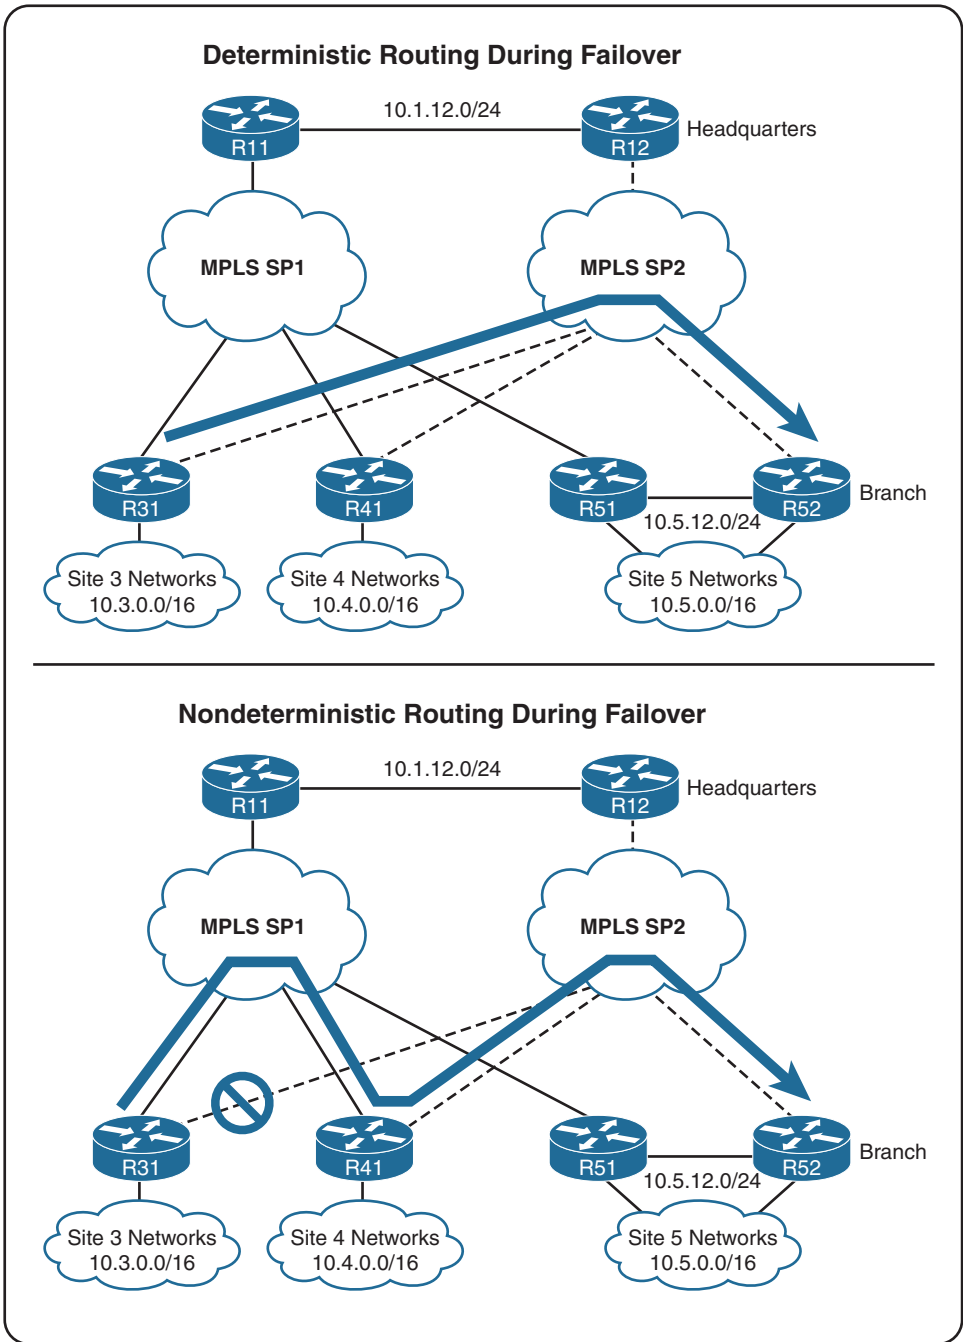 Deterministic Routing During Failover
10.1.12.0/24
R11
R12
Headquarters
MPLS SP1
MPLS SP2
R31
R41
R51
R52
Branch
10.5.12.0/24
Site 3 Networks
10.3.0.0/16
Site 4 Networks
10.4.0.0/16
Site 5 Networks
10.5.0.0/16
Nondeterministic Routing During Failover
10.1.12.0/24
R11
R12
Headquarters
MPLS SP1
MPLS SP2
R31
R41
R51
R52
Branch
10.5.12.0/24
Site 3 Networks
10.3.0.0/16
Site 4 Networks
10.4.0.0/16
Site 5 Networks
10.5.0.0/16